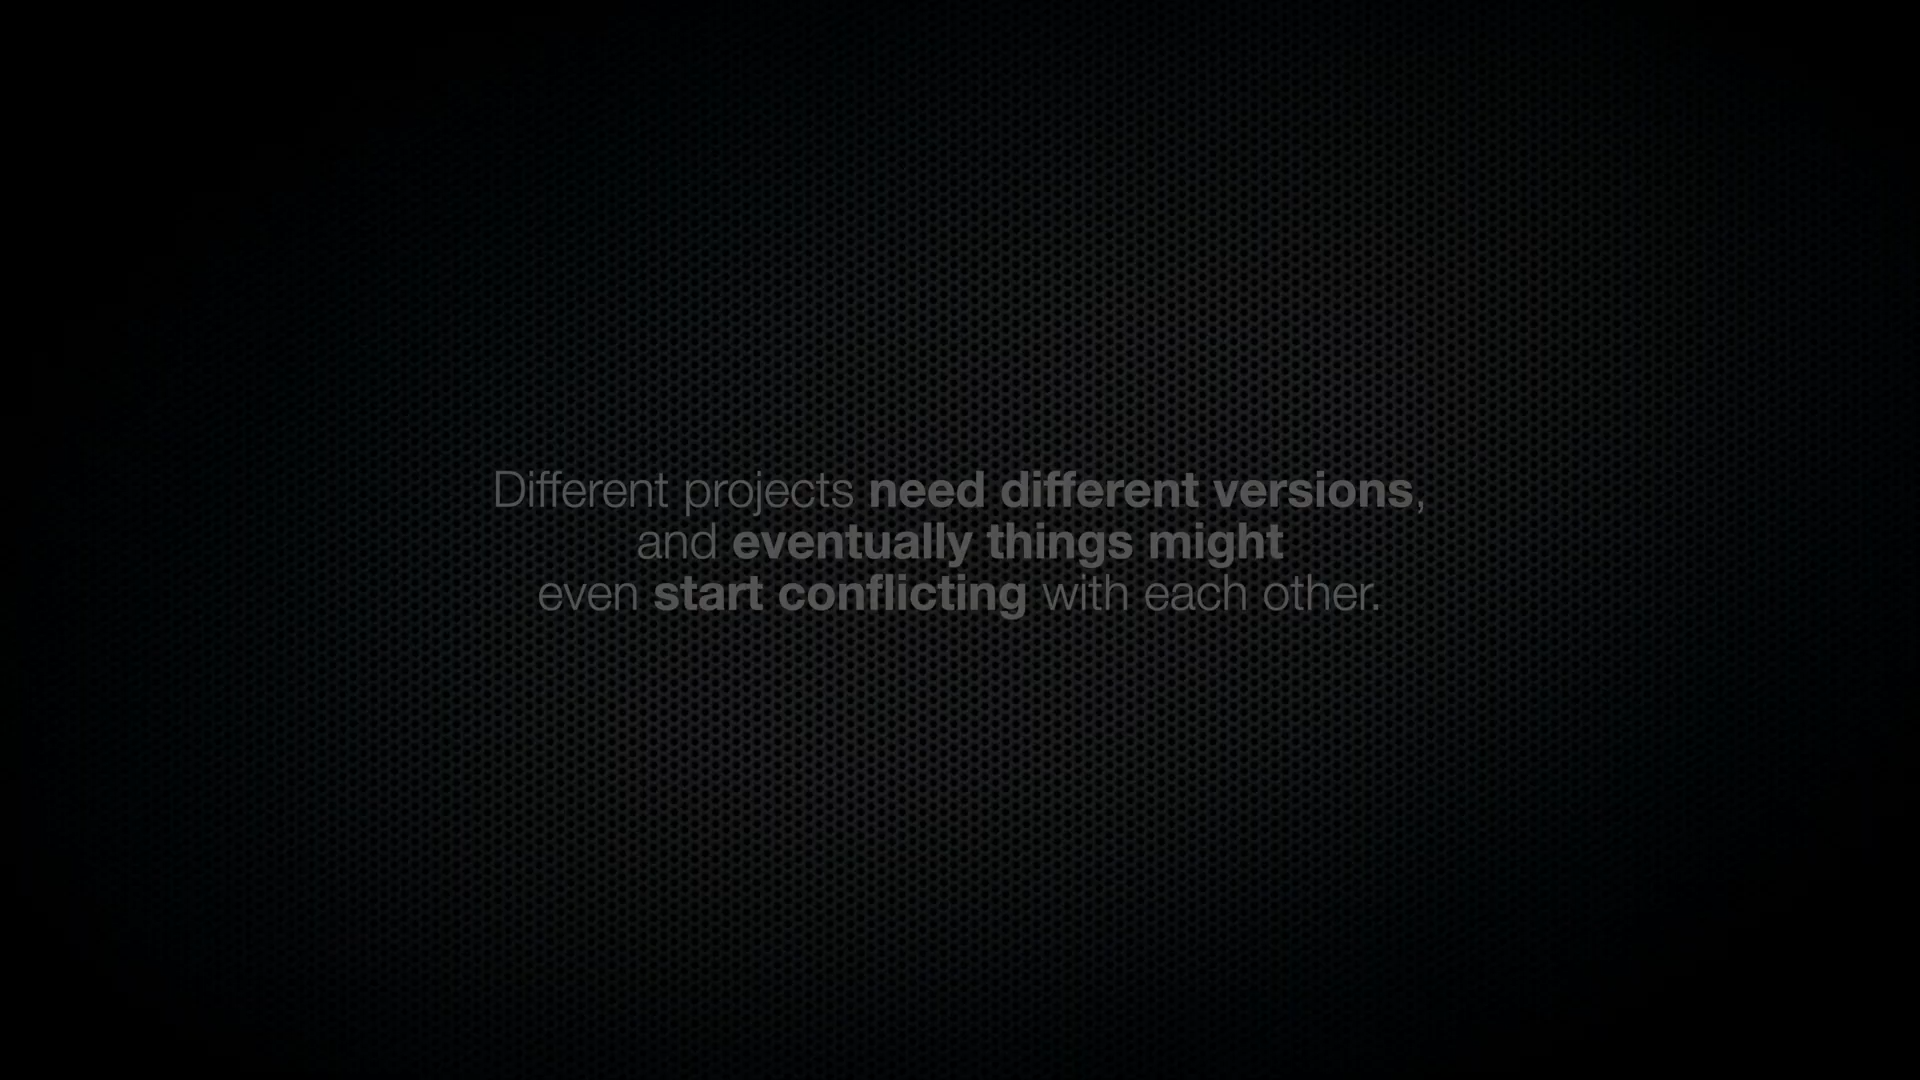 Different projects need different versions,
and eventually things might
even start conflicting with each other.